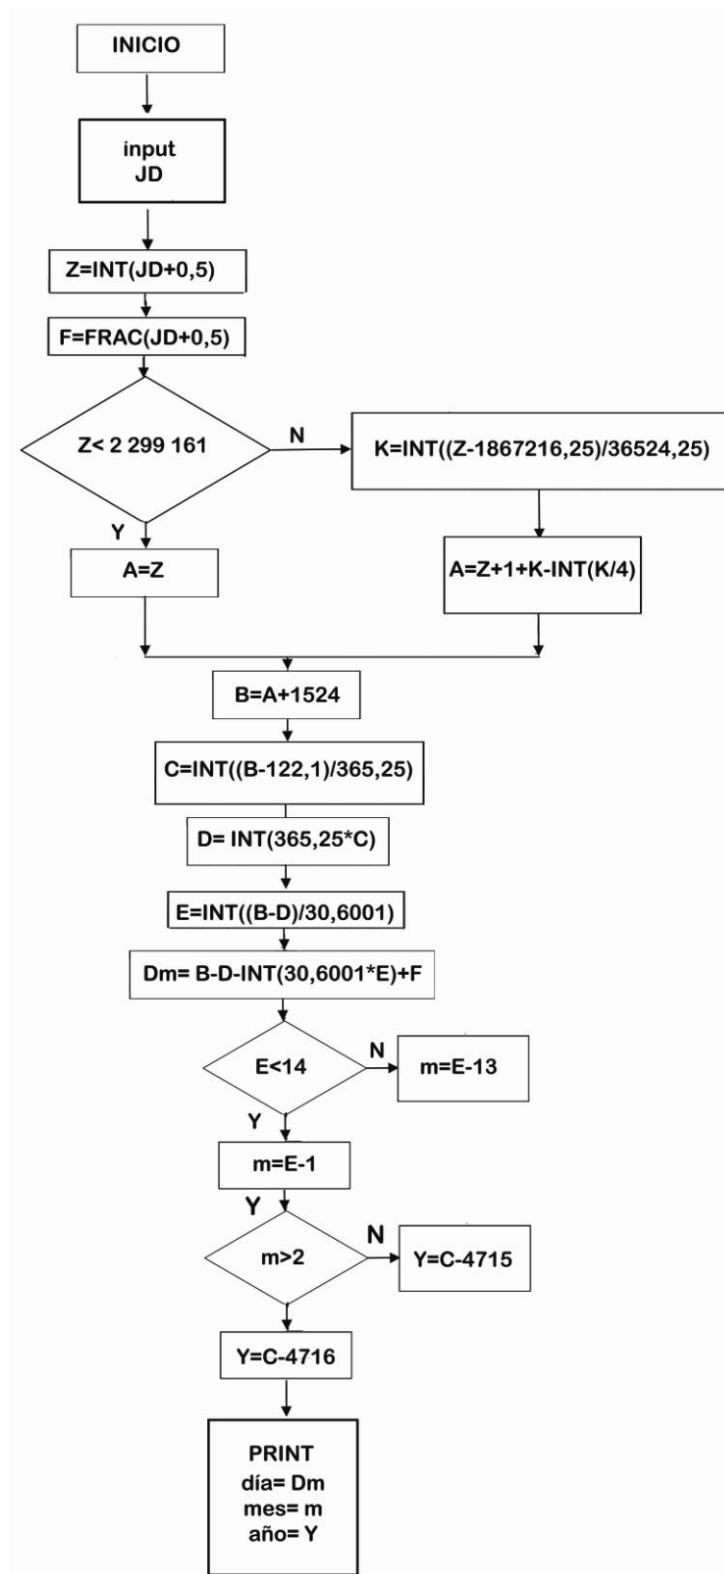 INICIO
input
JD
Z=INT(JD+0,5)
F=FRAC(JD+0,5)
Z< 2 299 161
N
K=INT((Z-1867216,25)/36524,25)
Y
A=Z
A=Z+1+K-INT(K/4)
B=A+1524
C=INT((B-122,1)/365,25)
D= INT(365,25*C)
E=INT((B-D)/30,6001)
Dm= B-D-INT(30,6001*E)+F
E<14
N
m=E-13
Y
m=E-1
Y
m>2
N
Y=C-4715
Y=C-4716
PRINT
día= Dm
mes= m
año= Y